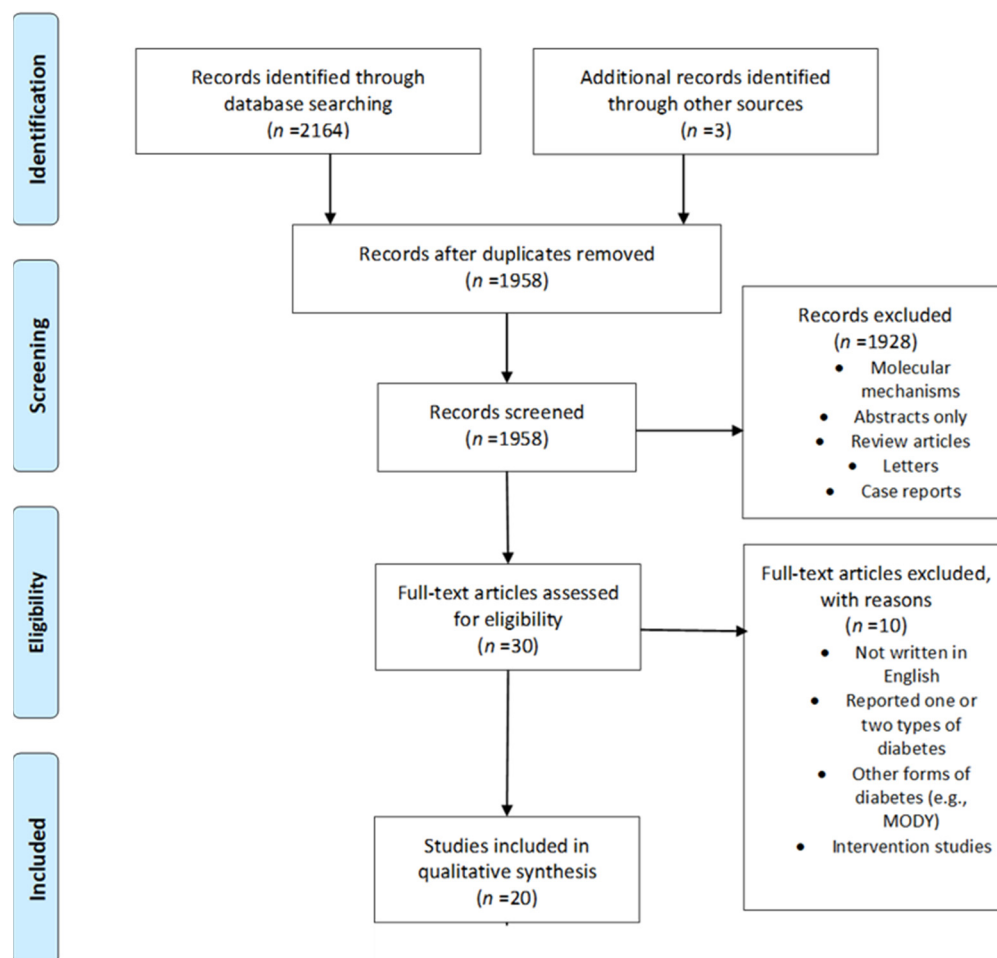 Identification
Records identified through
database searching
(n =2164)
Additional records identified
through other sources
(n =3)
Records after duplicates removed
(n =1958)
Screening
Records screened
(n =1958)
Records excluded
(n =1928)
• Molecular
mechanisms
• Abstracts only
• Review articles
• Letters
• Case reports
Eligibility
Full-text articles assessed
for eligibility
(n =30)
Full-text articles excluded,
with reasons
(n =10)
• Not written in
English
• Reported one or
two types of
diabetes
• Other forms of
diabetes (e.g.,
MODY)
• Intervention studies
Included
Studies included in
qualitative synthesis
(n =20)